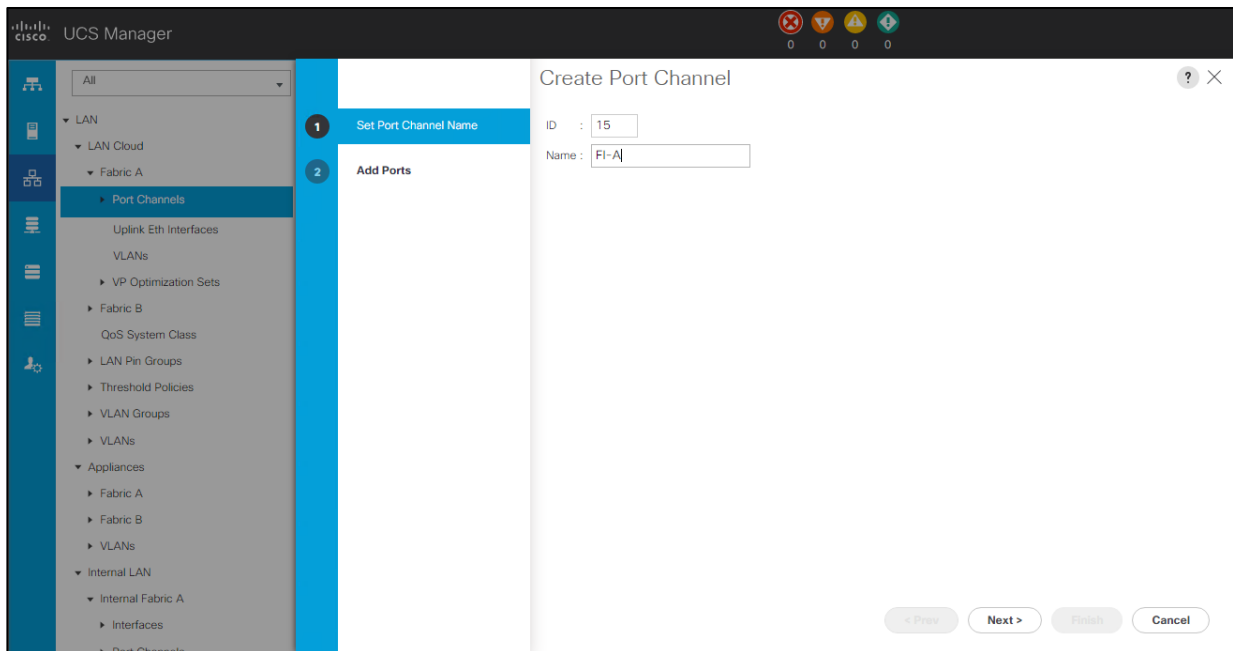 cisco. UCS Manager
0 0 0 0
All
LAN
LAN Cloud
Fabric A
Port Channels
Uplink Eth Interfaces
VLANs
VP Optimization Sets
Fabric B
QoS System Class
LAN Pin Groups
Threshold Policies
VLAN Groups
VLANs
Appliances
Fabric A
Fabric B
VLANs
Internal LAN
Internal Fabric A
Interfaces
Port Channels
1 Set Port Channel Name
2 Add Ports
Create Port Channel
?
ID : 15
Name : FI-A
< Prev Next > Finish Cancel